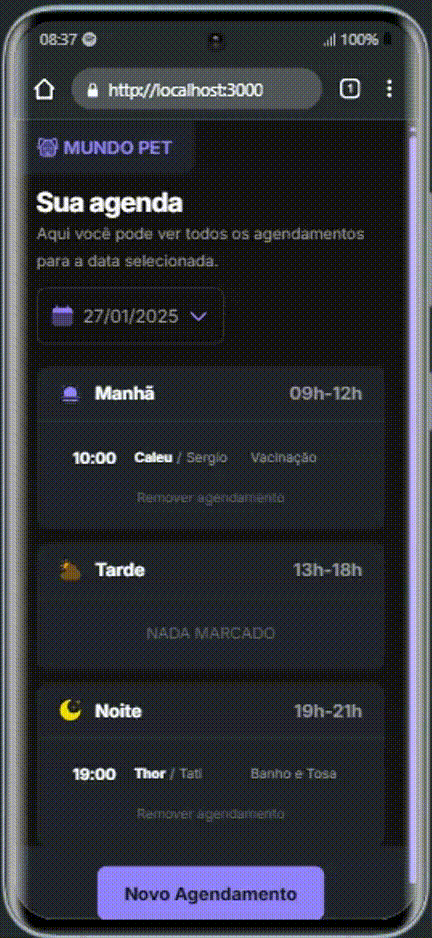 08:37 100%
http://localhost:3000 1
MUNDO PET
Sua agenda
Aqui você pode ver todos os agendamentos
para a data selecionada.
27/01/2025
Manhã 09h-12h
10:00 Caleu / Sergio Vacinação
Remover agendamento
Tarde 13h-18h
NADA MARCADO
Noite 19h-21h
19:00 Thor / Tati Banho e Tosa
Remover agendamento
Novo Agendamento